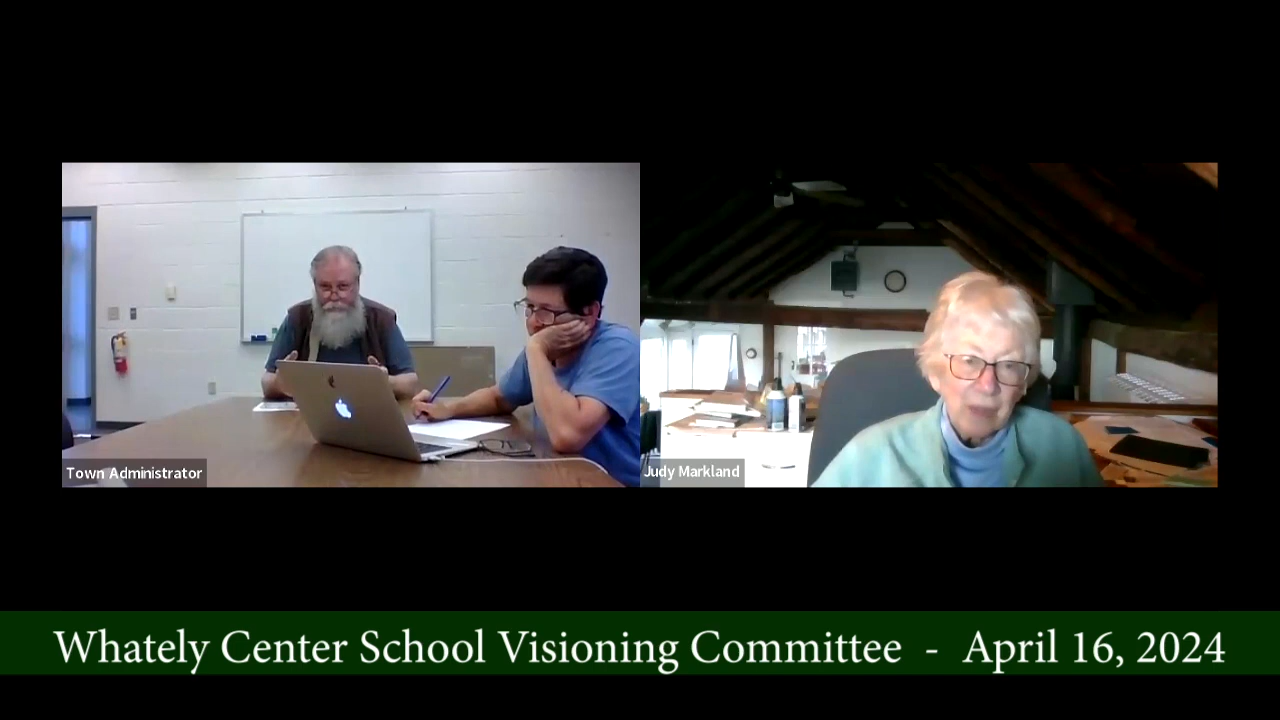 Town Administrator
Judy Markland
Whately Center School Visioning Committee - April 16, 2024